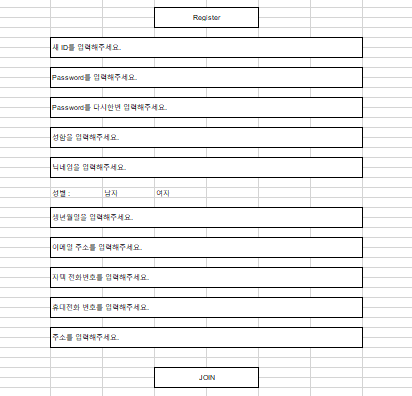 Register
새 ID를 입력해주세요.
Password를 입력해주세요.
Password를 다시한번 입력해주세요.
성함을 입력해주세요.
닉네임을 입력해주세요.
성별 : 남자 여자
생년월일을 입력해주세요.
이메일 주소를 입력해주세요.
자택 전화번호를 입력해주세요.
휴대전화 번호를 입력해주세요.
주소를 입력해주세요.
JOIN